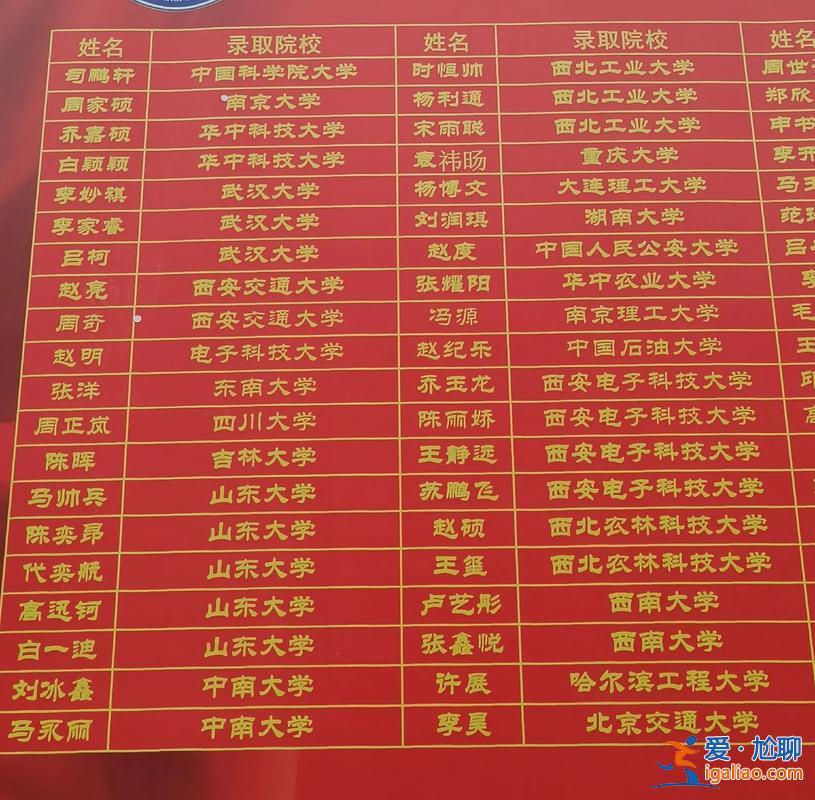 姓名 录取院校 姓名 录取院校 姓名
司鹏轩 中国科学院大学 时恒帅 西北工业大学 周世
周家硕 南京大学 杨利通 西北工业大学 郑欣
乔嘉硕 华中科技大学 宋雨聪 西北工业大学 申书
白颖颖 华中科技大学 袁祎旸 重庆大学 李开
李妙祺 武汉大学 杨博文 大连理工大学 马
李家睿 武汉大学 刘润琪 湖南大学 范
吕柯 武汉大学 赵度 中国人民公安大学 吕
赵亮 西安交通大学 张耀阳 华中农业大学 李
周奇 西安交通大学 冯源 南京理工大学 毛
赵明 电子科技大学 赵纪乐 中国石油大学 王
张洋 东南大学 乔玉龙 西安电子科技大学 邱
周正岚 四川大学 陈丽娇 西安电子科技大学
陈晖 吉林大学 王静远 西安电子科技大学
马帅兵 山东大学 苏鹏飞 西安电子科技大学
陈奕昂 山东大学 赵硕 西北农林科技大学
代奕航 山东大学 王玺 西北农林科技大学
高迅钶 山东大学 卢艺彤 西南大学
白一迪 山东大学 张鑫悦 西南大学
刘冰鑫 中南大学 许展 哈尔滨工程大学
马永丽 中南大学 李昊 北京交通大学
爱·尬聊
igaliao.com